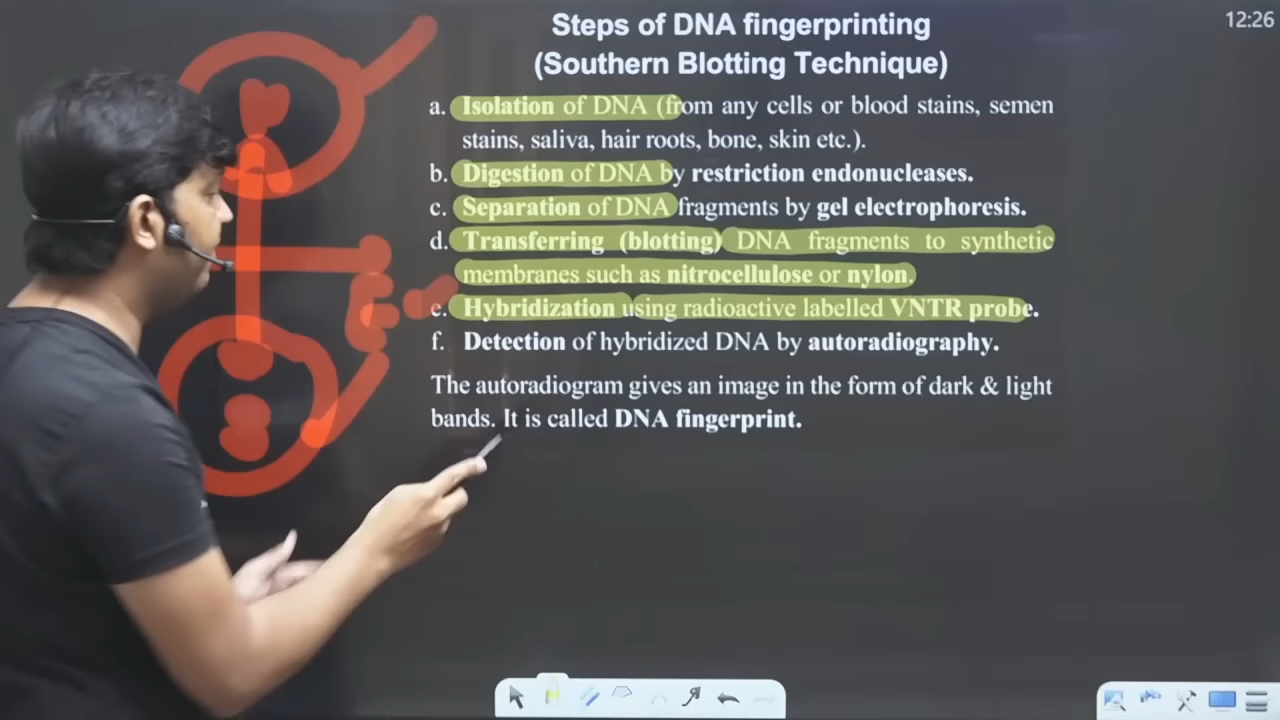 12:26
Steps of DNA fingerprinting
(Southern Blotting Technique)
a. Isolation of DNA (from any cells or blood stains, semen
stains, saliva, hair roots, bone, skin etc.).
b. Digestion of DNA by restriction endonucleases.
c. Separation of DNA fragments by gel electrophoresis.
d. Transferring (blotting) DNA fragments to synthetic
membranes such as nitrocellulose or nylon.
e. Hybridization using radioactive labelled VNTR probe.
f. Detection of hybridized DNA by autoradiography.
The autoradiogram gives an image in the form of dark & light
bands. It is called DNA fingerprint.